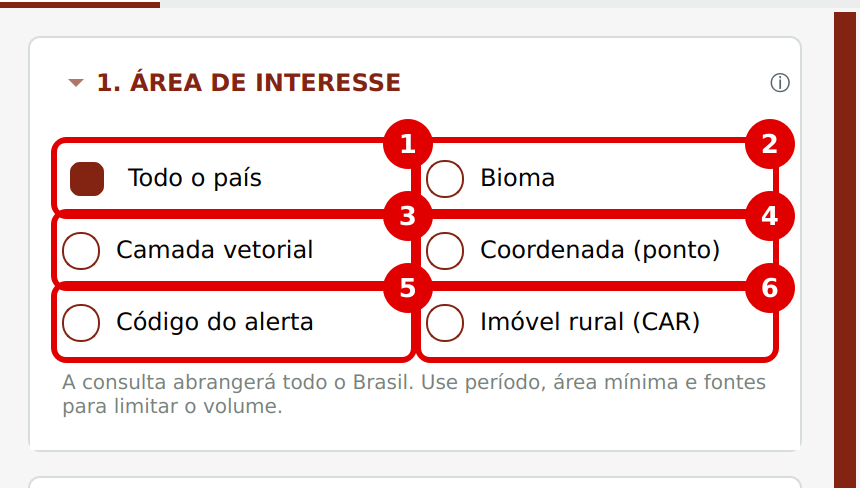 1. ÁREA DE INTERESSE ⓘ
1 2
Todo o país Bioma
3 4
Camada vetorial Coordenada (ponto)
5 6
Código do alerta Imóvel rural (CAR)
A consulta abrangerá todo o Brasil. Use período, área mínima e fontes
para limitar o volume.